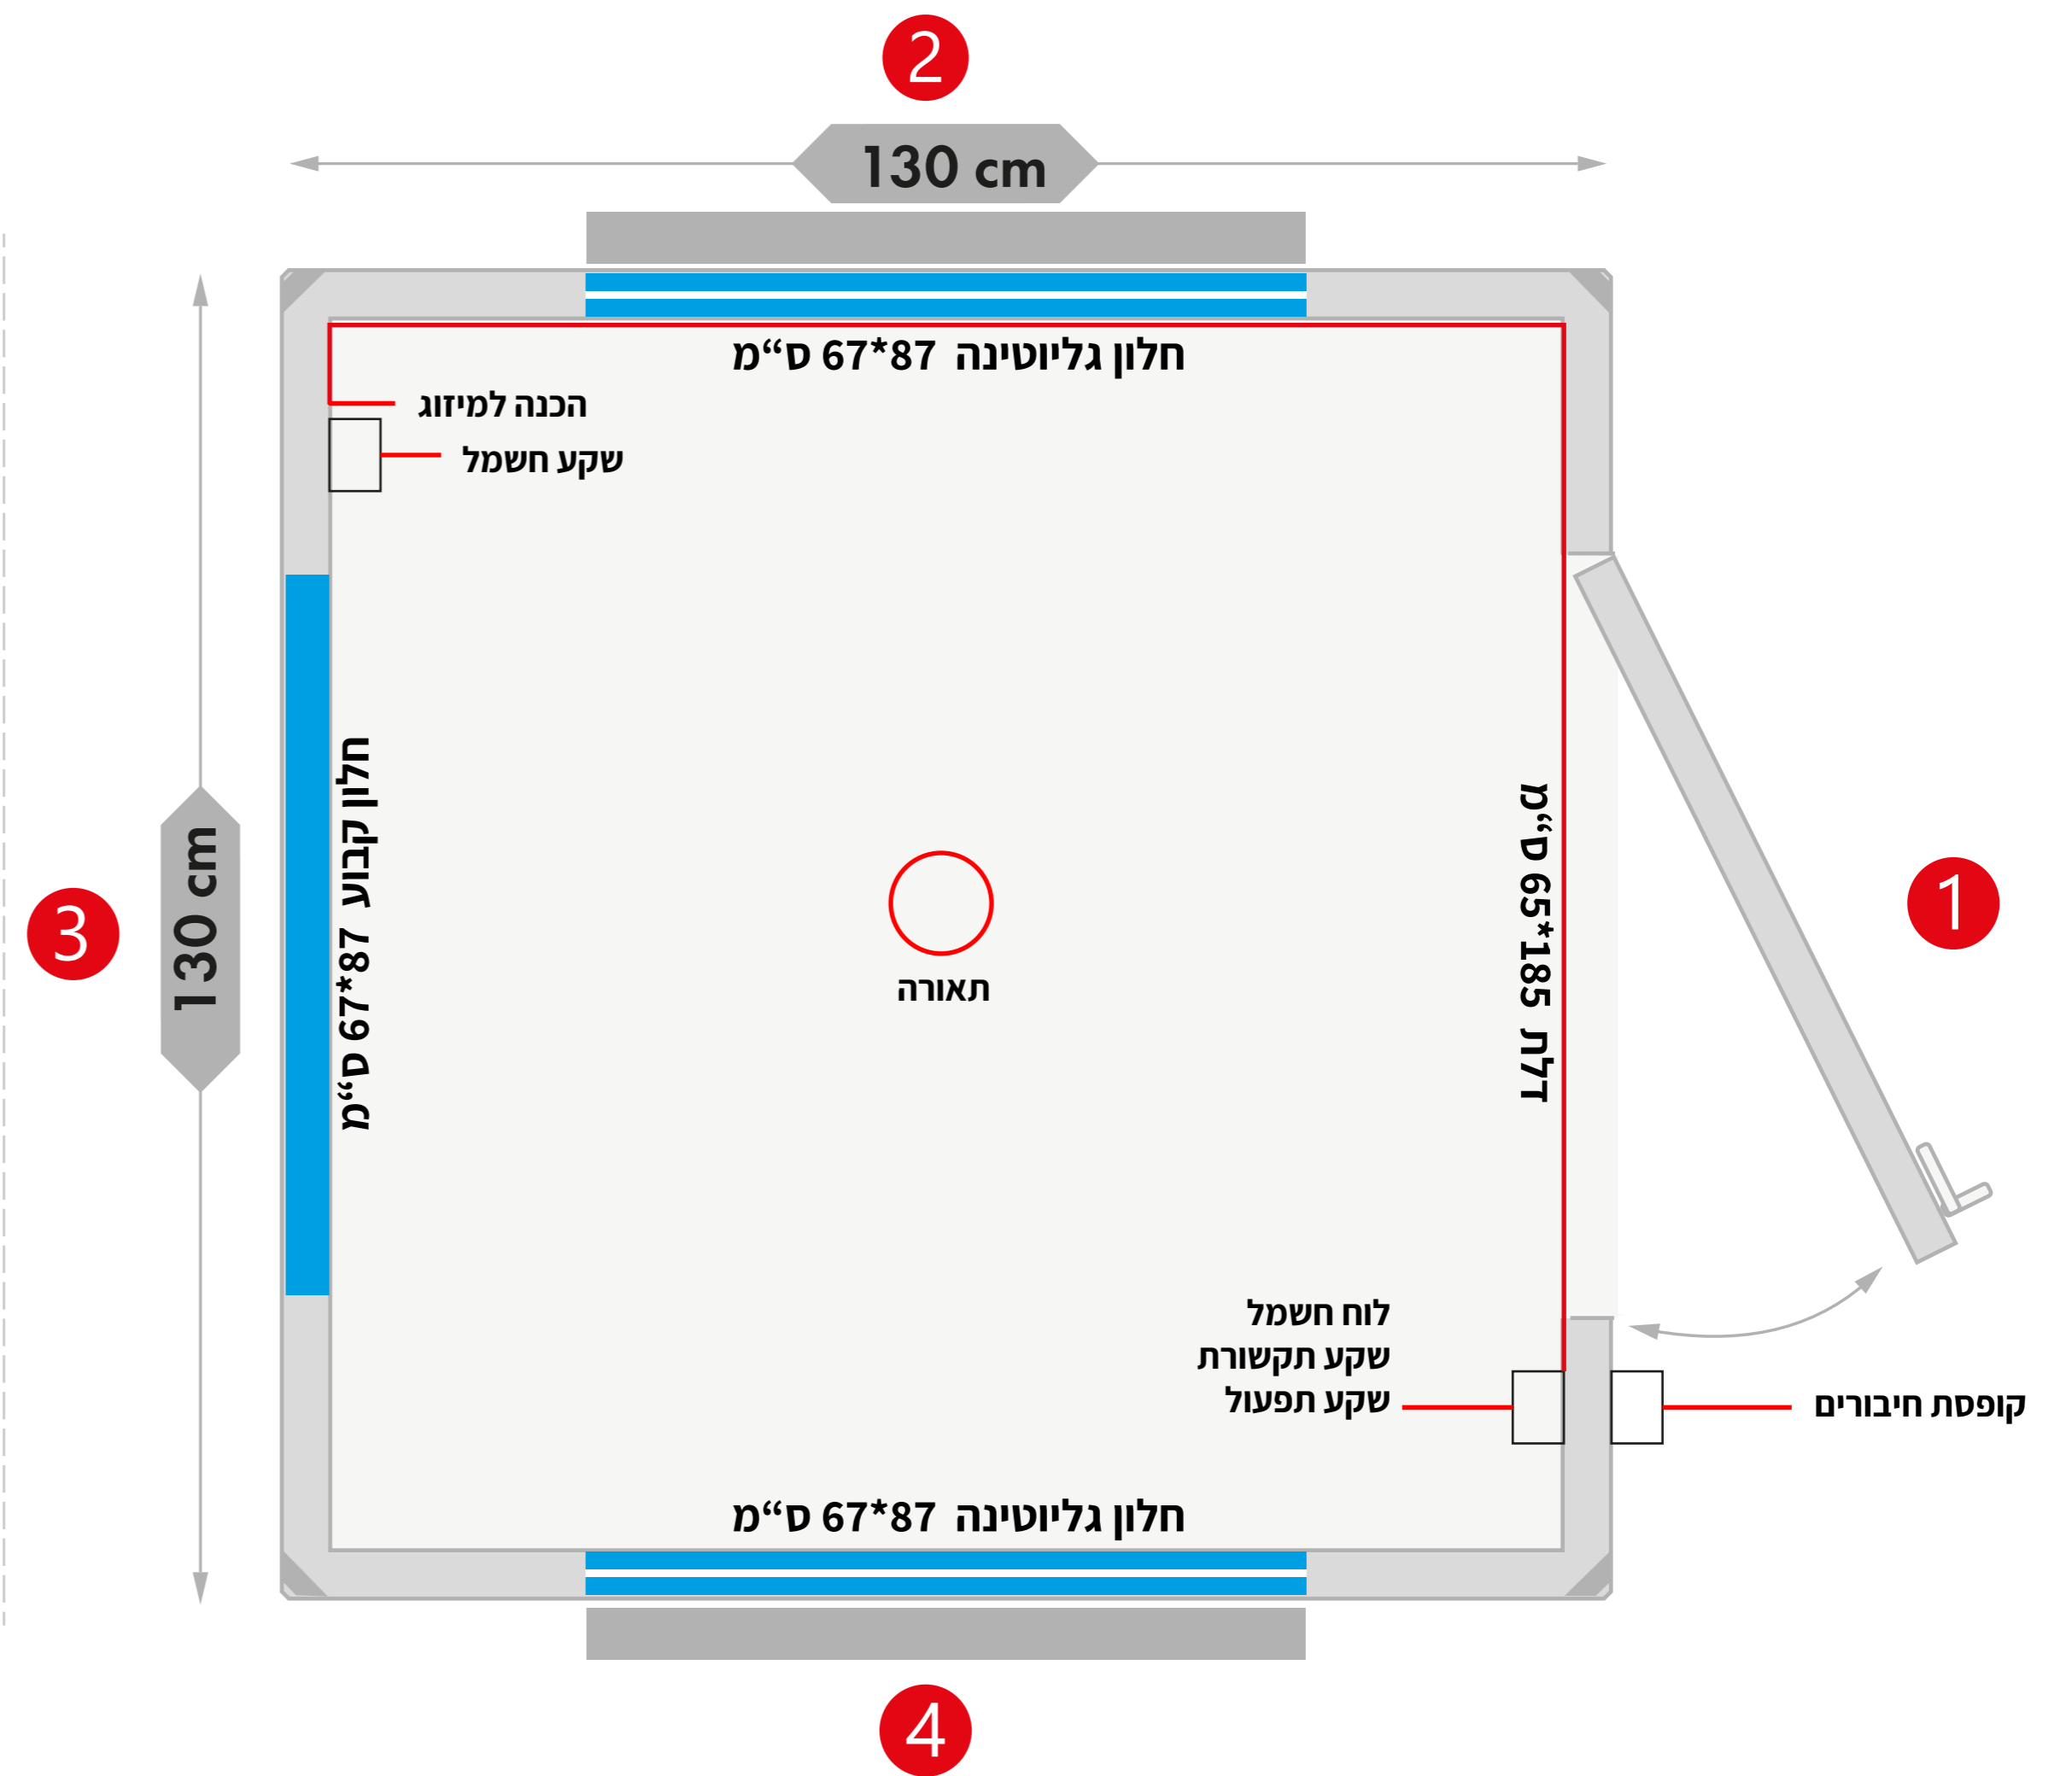 2
130 cm
חלון גליוטינה 67*87 ס“מ
הכנה למיזוג
שקע חשמל
חלון קבוע 67*87 ס“מ
130 cm
3
תאורה
דלת 65*185 ס“מ
1
לוח חשמל
שקע תקשורת
שקע תפעול
קופסת חיבורים
חלון גליוטינה 67*87 ס“מ
4